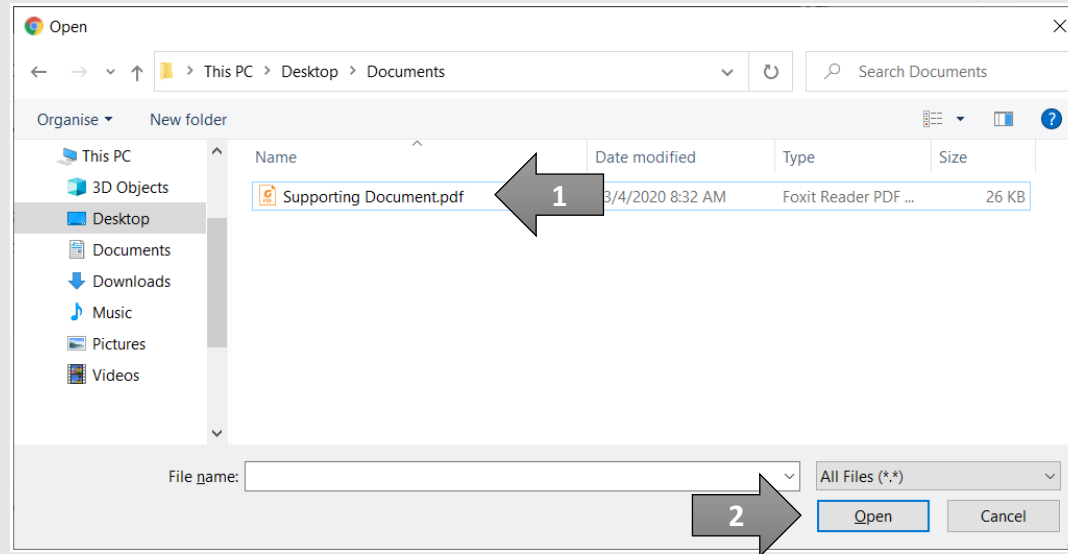 Open
This PC > Desktop > Documents
Search Documents
Organise
New folder
This PC
3D Objects
Desktop
Documents
Downloads
Music
Pictures
Videos
Name
Date modified
Type
Size
Supporting Document.pdf
1
3/4/2020 8:32 AM
Foxit Reader PDF ...
26 KB
File name:
All Files (*.*)
2
Open
Cancel